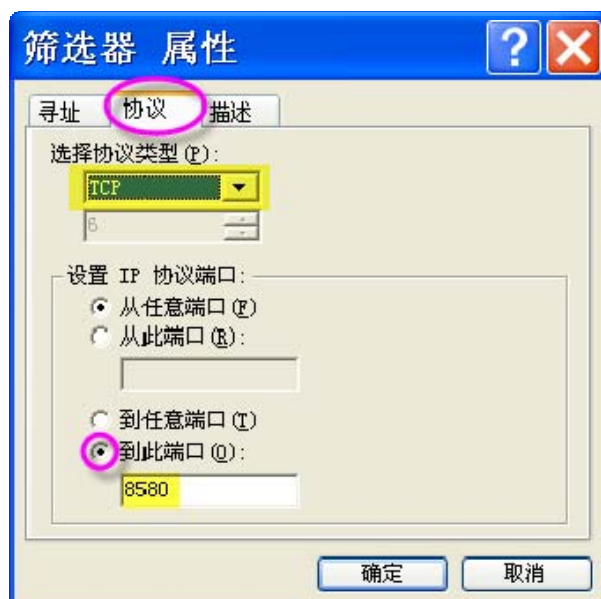 筛选器 属性
寻址 协议 描述
选择协议类型(P):
TCP
6
设置 IP 协议端口:
从任意端口(F)
从此端口(R):
到任意端口(T)
到此端口(O):
8580
确定 取消